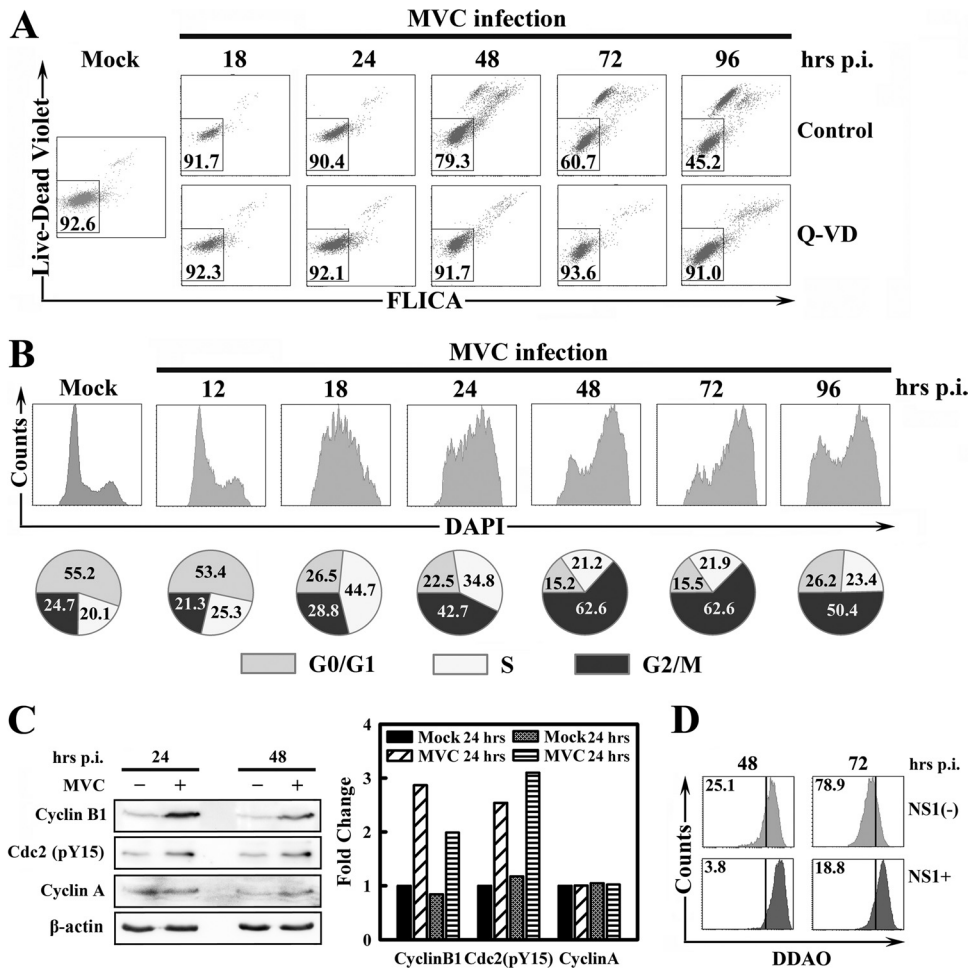 A
MVC infection
Mock 18 24 48 72 96 hrs p.i.
Live-Dead Violet
92.6
91.7 90.4 79.3 60.7 45.2 Control
92.3 92.1 91.7 93.6 91.0 Q-VD
FLICA
B
MVC infection
Mock 12 18 24 48 72 96 hrs p.i.
Counts
DAPI
55.2 24.7 20.1
53.4 21.3 25.3
26.5 44.7 28.8
22.5 34.8 42.7
21.2 15.2 62.6
21.9 15.5 62.6
26.2 23.4 50.4
G0/G1 S G2/M
C
hrs p.i. 24 48
MVC − + − +
Cyclin B1
Cdc2 (pY15)
Cyclin A
β-actin
Fold Change
4
3
2
1
0
Mock 24 hrs Mock 24 hrs
MVC 24 hrs MVC 24 hrs
CyclinB1 Cdc2(pY15) CyclinA
D
48 72 hrs p.i.
25.1 78.9 NS1(-)
3.8 18.8 NS1+
Counts
DDAO